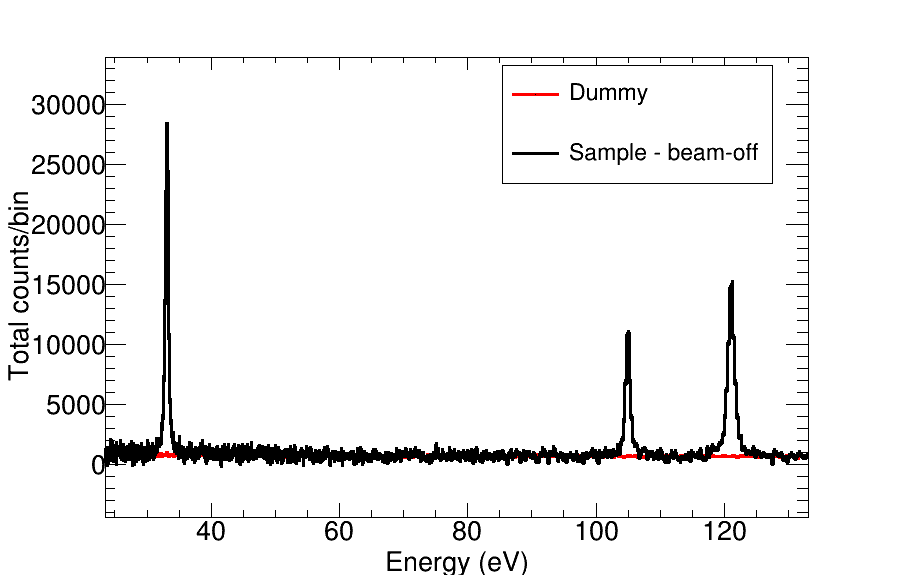 Total counts/bin
30000
25000
20000
15000
10000
5000
0
Dummy
Sample - beam-off
40 60 80 100 120
Energy (eV)